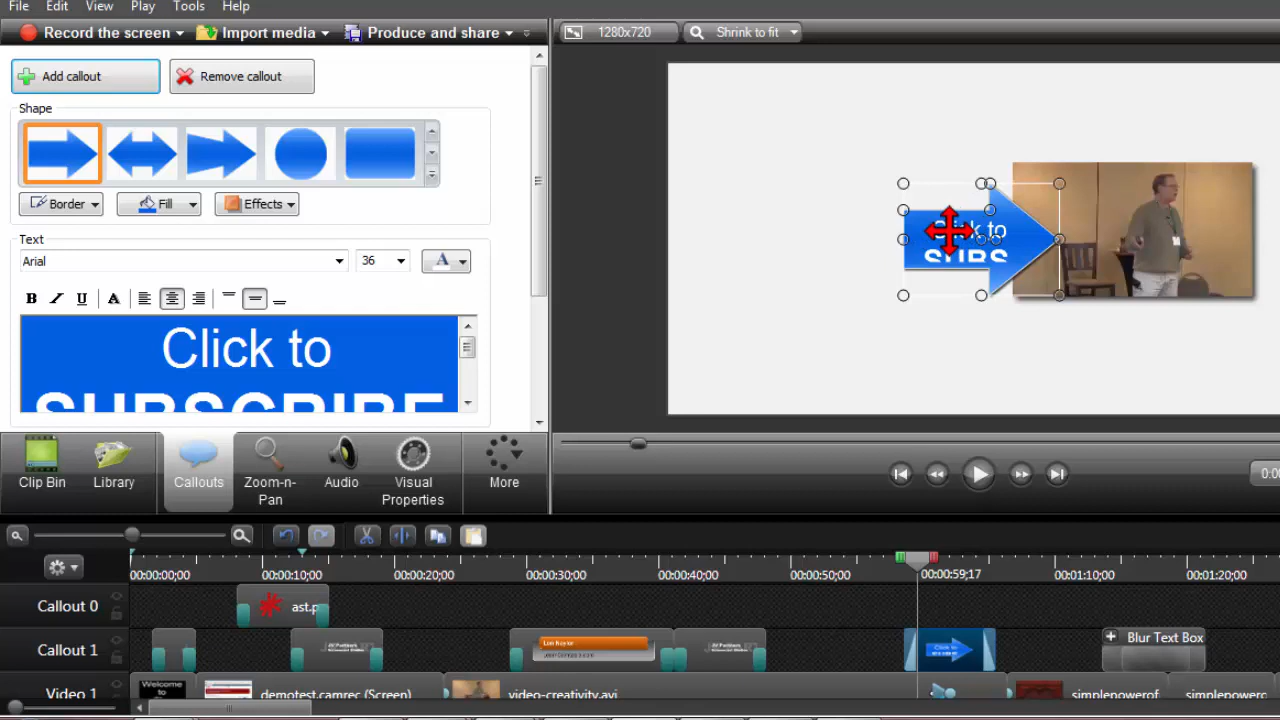 File Edit View Play Tools Help
Record the screen Import media Produce and share
1280x720 Shrink to fit
Add callout Remove callout
Shape
Border Fill Effects
Text
Arial 36 A
B I U A
Click to
SUBSCRIBE
Click to
SUBS
Clip Bin Library Callouts Zoom-n-Pan Audio Visual Properties More
0:00
00:00:00;00 00:00:10;00 00:00:20;00 00:00:30;00 00:00:40;00 00:00:50;00 00:00:59;17 00:01:10;00 00:01:20;00
Callout 0 ast.p
Callout 1 Blur Text Box
Video 1 Welcome to demotest.camrec (Screen) video-creativity.avi simplepowerof simplepowerc